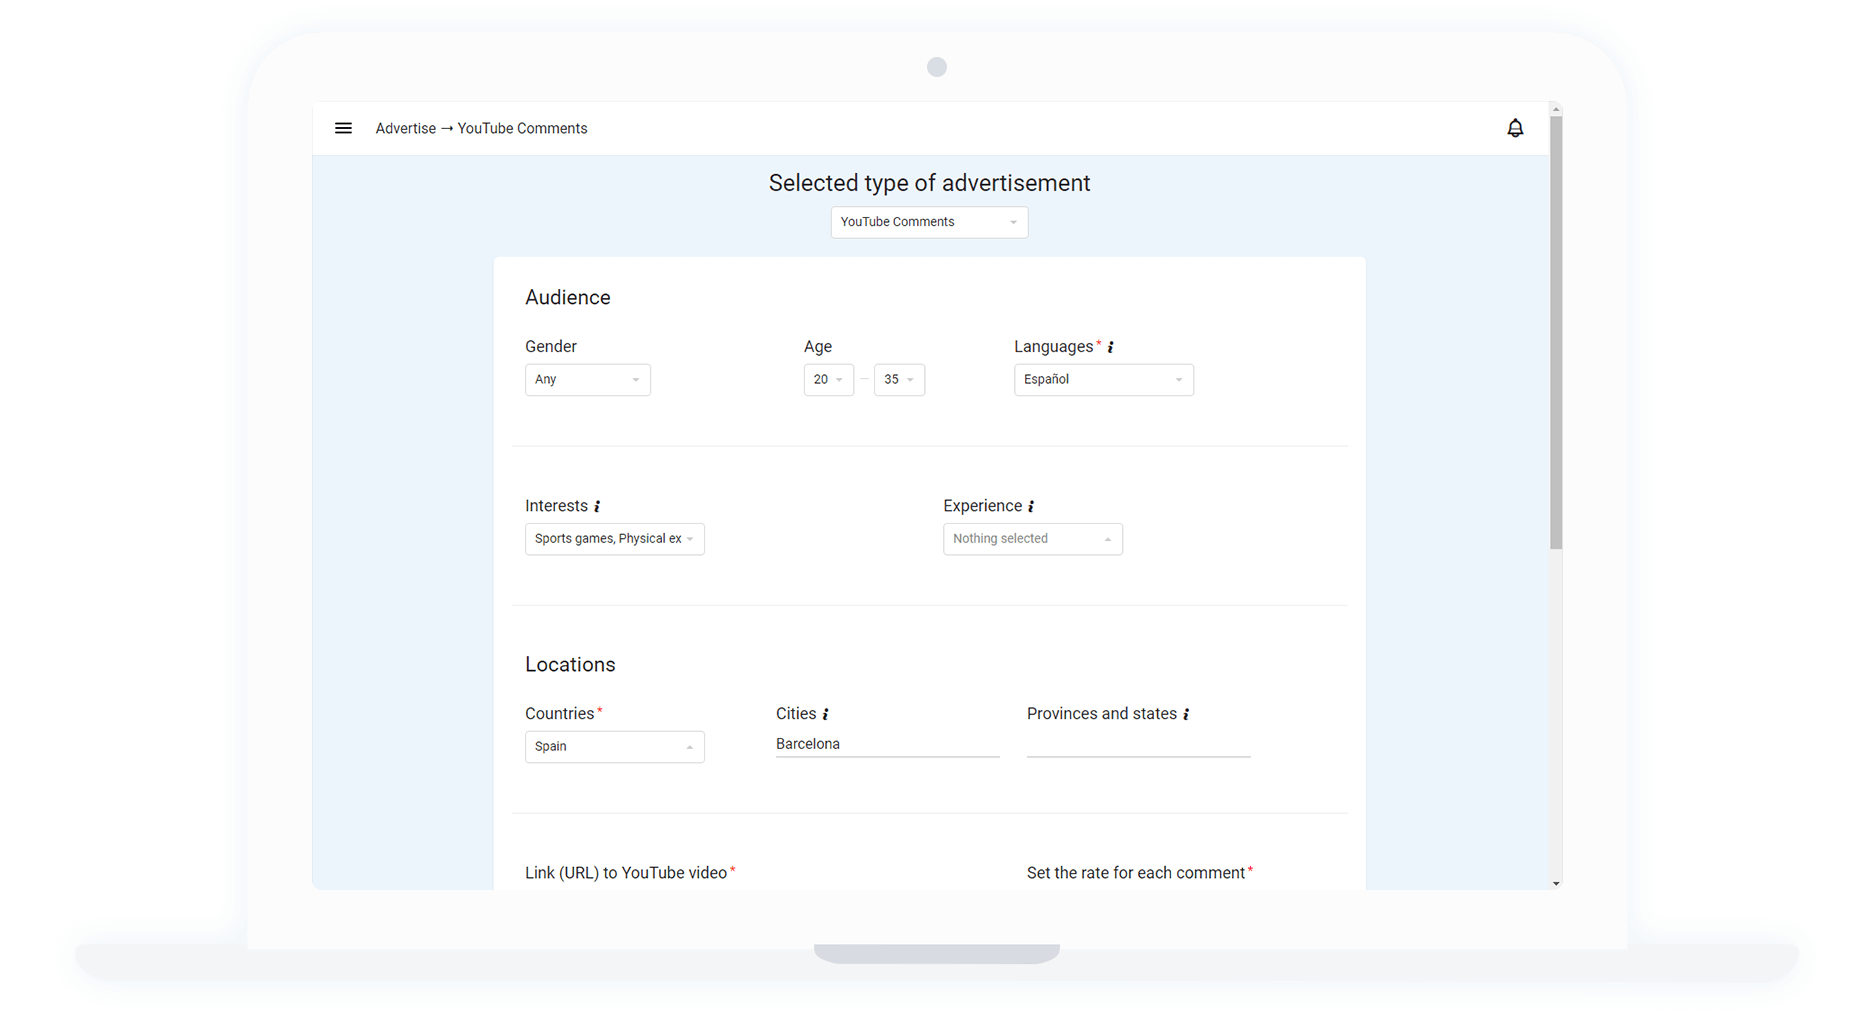 Advertise → YouTube Comments
Selected type of advertisement
YouTube Comments
Audience
Gender Age Languages* i
Any 20 – 35 Español
Interests i Experience i
Sports games, Physical ex Nothing selected
Locations
Countries* Cities i Provinces and states i
Spain Barcelona
Link (URL) to YouTube video* Set the rate for each comment*